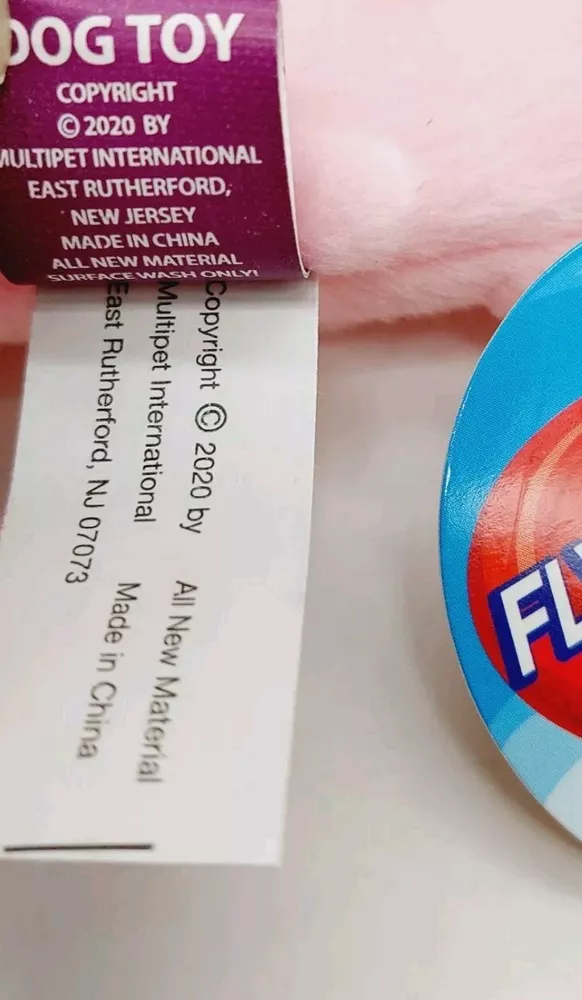 DOG TOY
COPYRIGHT
© 2020 BY
MULTIPET INTERNATIONAL
EAST RUTHERFORD,
NEW JERSEY
MADE IN CHINA
ALL NEW MATERIAL
SURFACE WASH ONLY!
Copyright © 2020 by
Multipet International
East Rutherford, NJ 07073
All New Material
Made in China
FL